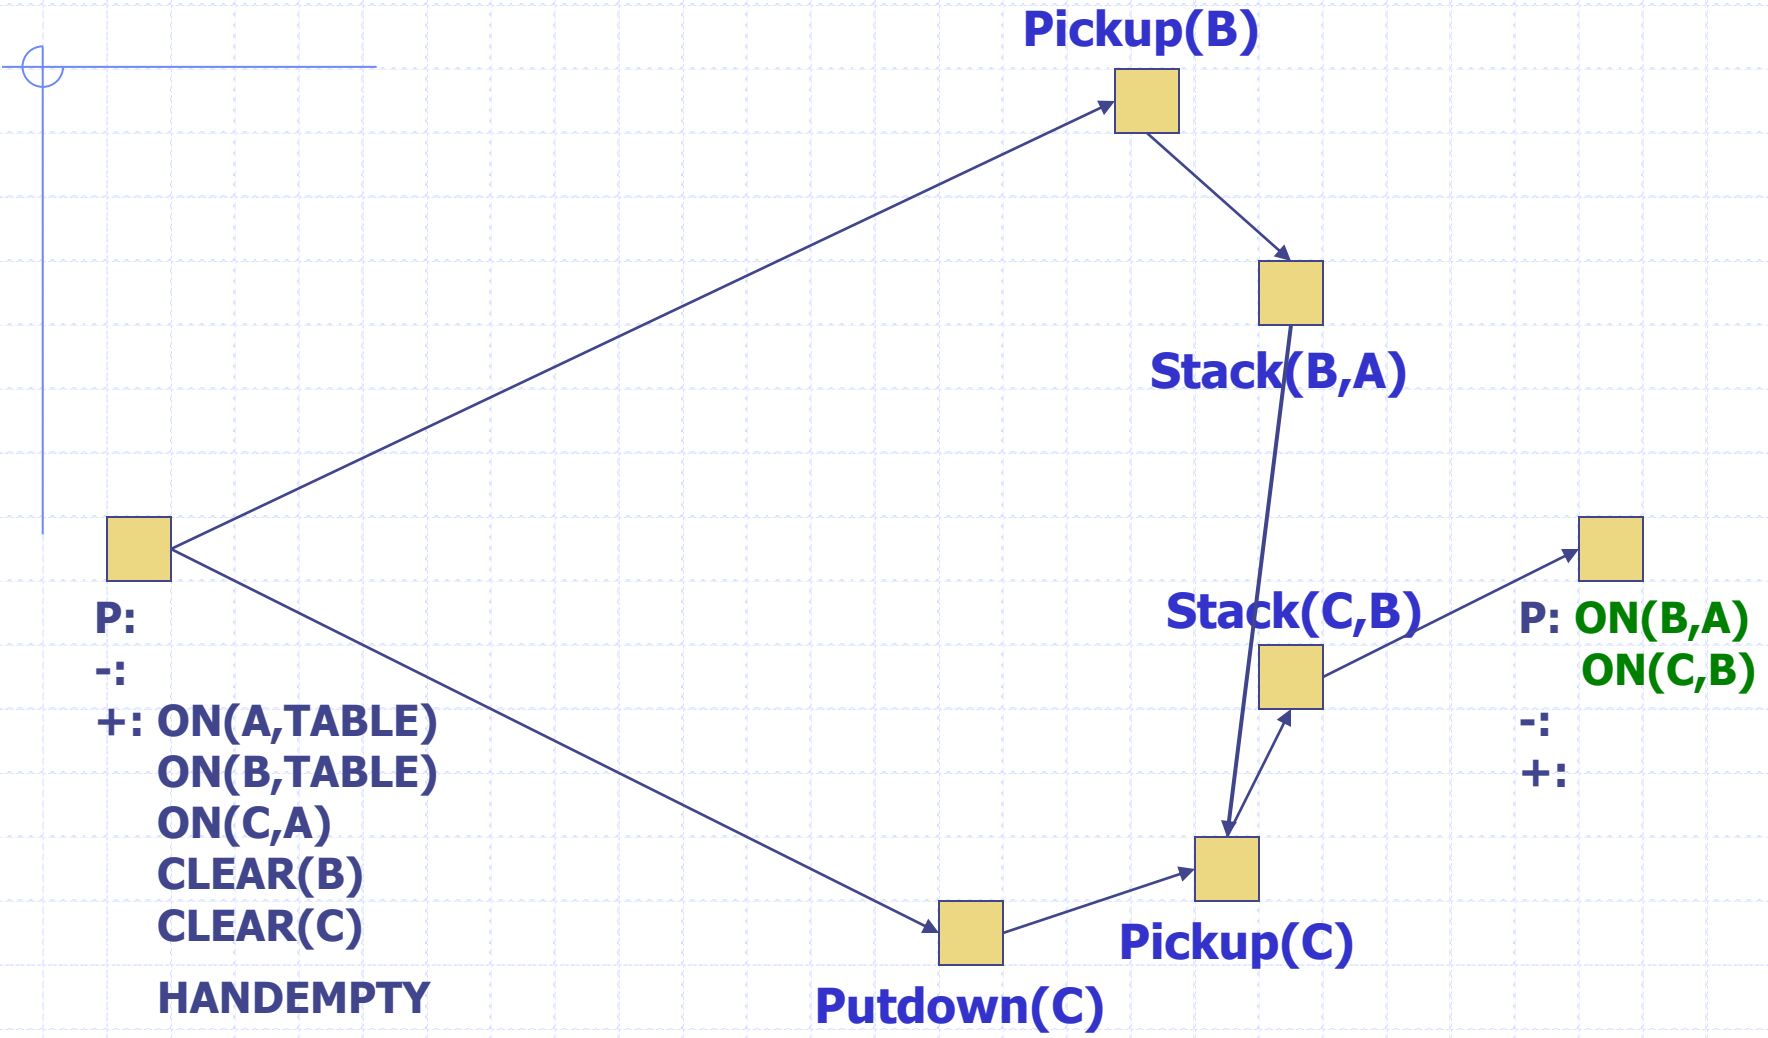 Pickup(B)
Stack(B,A)
Stack(C,B)
P:
-:
+: ON(A,TABLE)
ON(B,TABLE)
ON(C,A)
CLEAR(B)
CLEAR(C)
HANDEMPTY
P: ON(B,A)
ON(C,B)
-:
+:
Pickup(C)
Putdown(C)